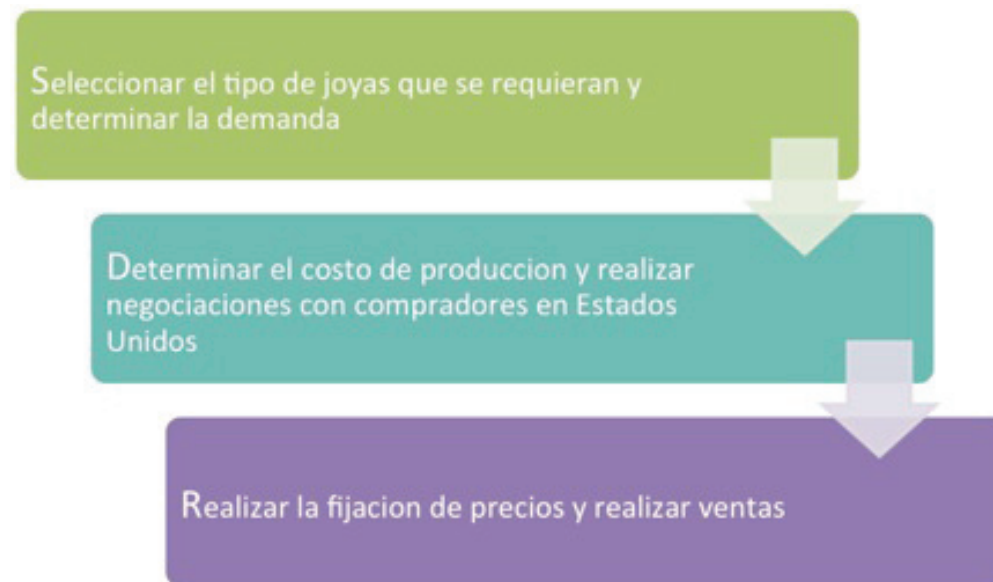 Seleccionar el tipo de joyas que se requieran y
determinar la demanda
Determinar el costo de produccion y realizar
negociaciones con compradores en Estados
Unidos
Realizar la fijacion de precios y realizar ventas